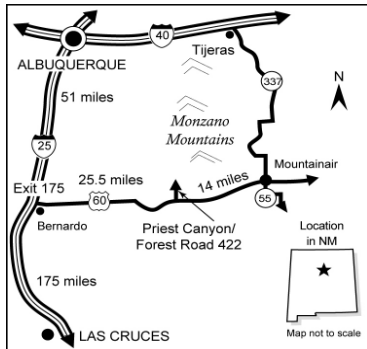 40
Tijeras
ALBUQUERQUE
337
N
51 miles
Monzano
Mountains
25
Mountainair
Exit 175
25.5 miles
14 miles
60
55
Bernardo
Priest Canyon/
Forest Road 422
Location
in NM
175 miles
Map not to scale
LAS CRUCES